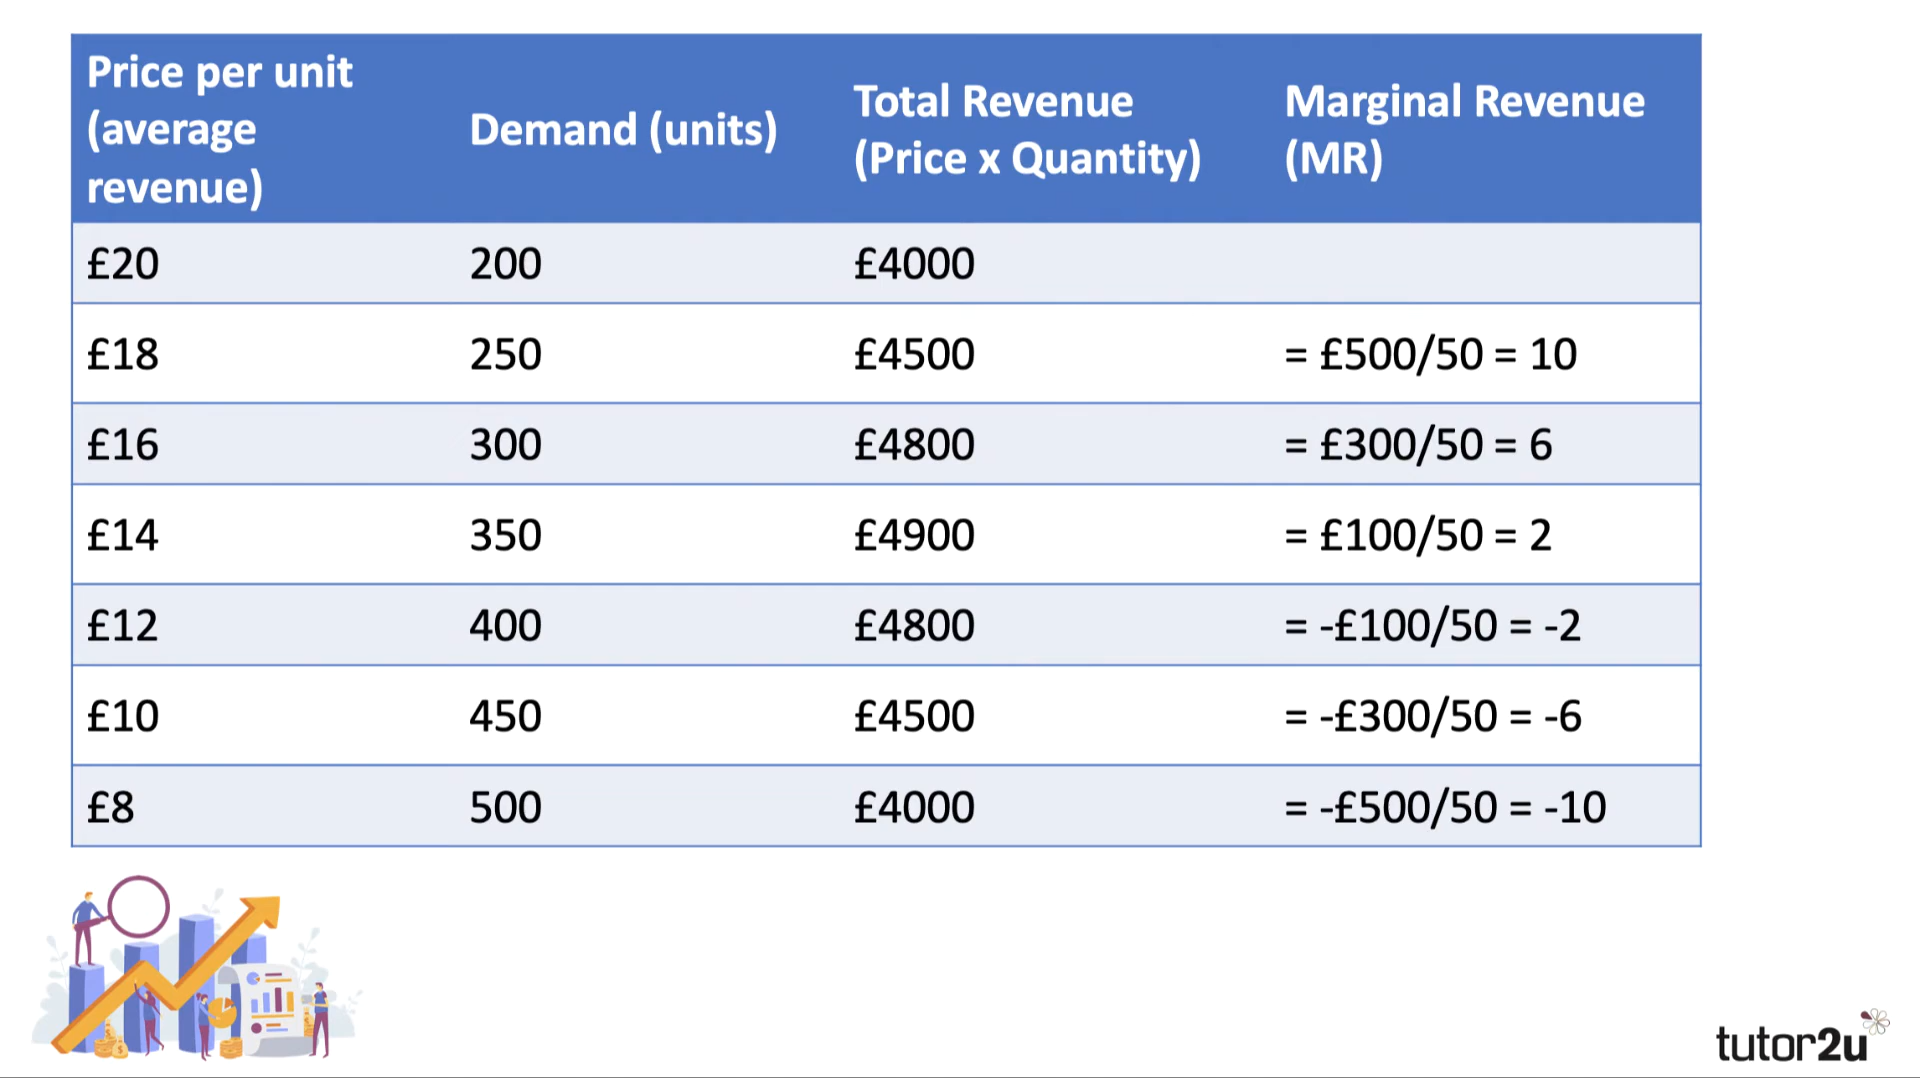 Price per unit
(average
revenue)
Demand (units)
Total Revenue
(Price x Quantity)
Marginal Revenue
(MR)
£20 200 £4000
£18 250 £4500 = £500/50 = 10
£16 300 £4800 = £300/50 = 6
£14 350 £4900 = £100/50 = 2
£12 400 £4800 = -£100/50 = -2
£10 450 £4500 = -£300/50 = -6
£8 500 £4000 = -£500/50 = -10
tutor2u